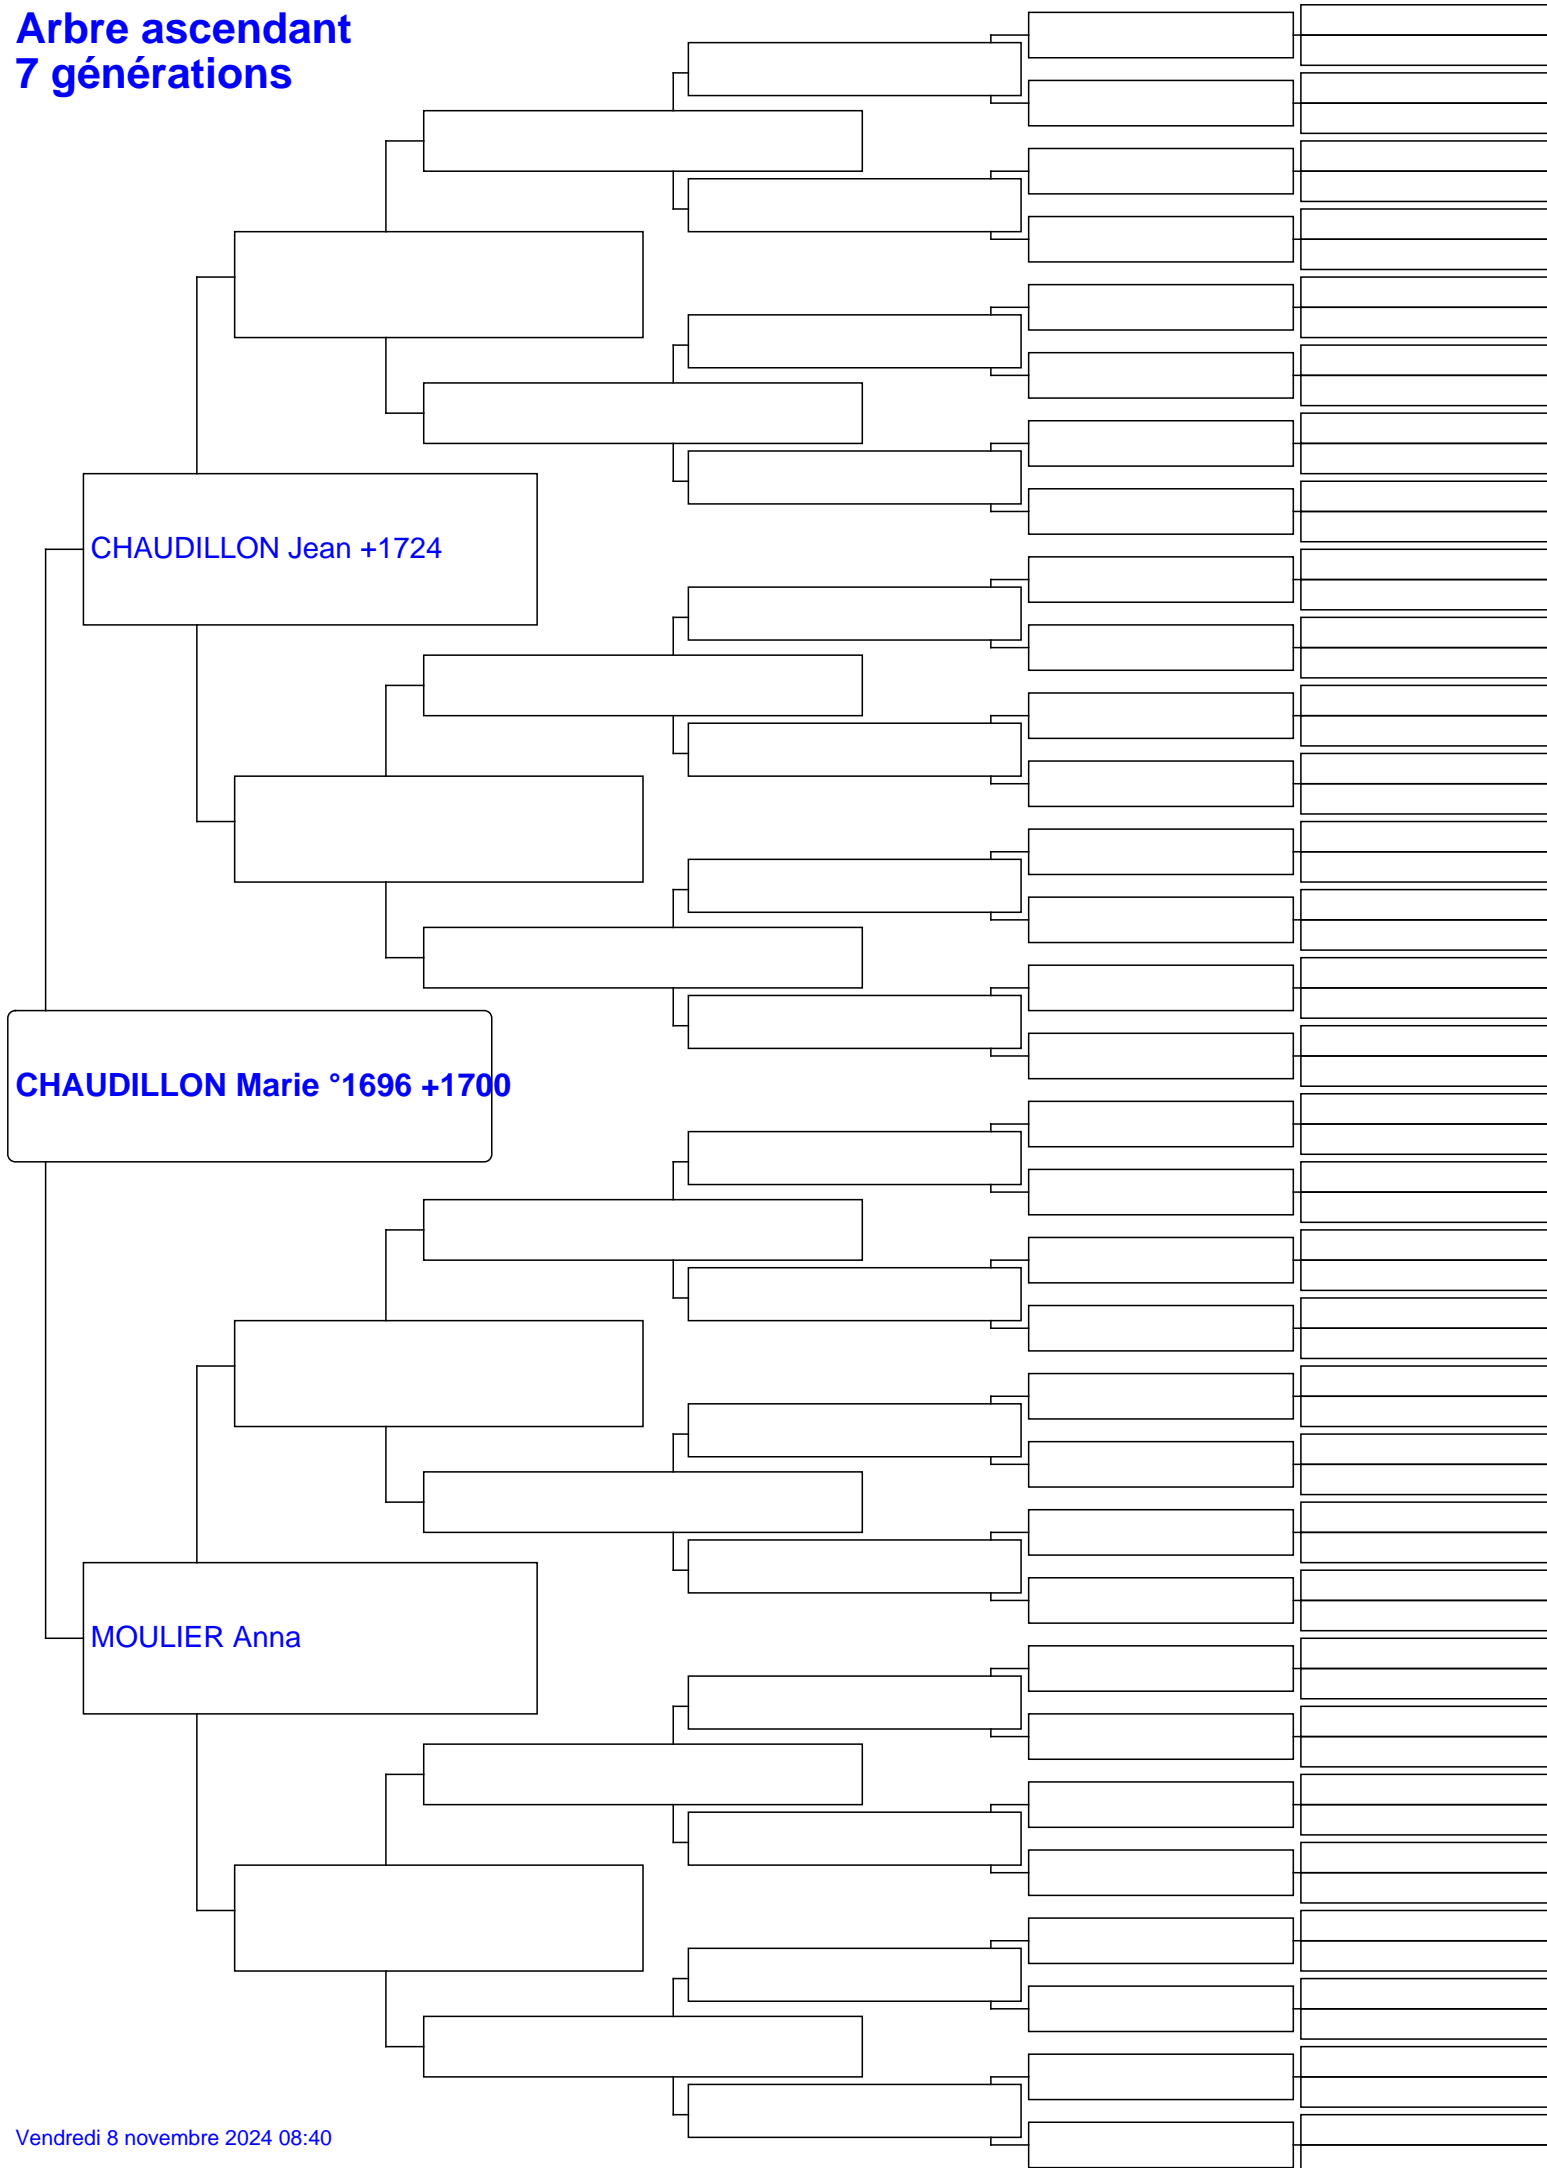 Arbre ascendant
7 générations
CHAUDILLON Jean +1724
CHAUDILLON Marie °1696 +1700
MOULIER Anna
Vendredi 8 novembre 2024 08:40